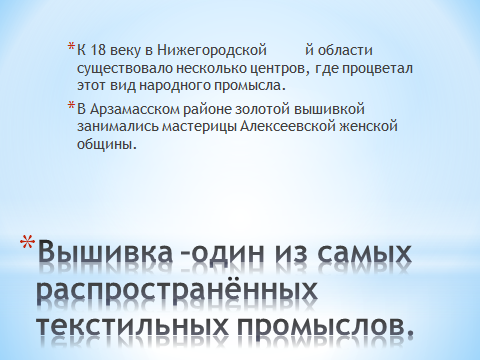 *К 18 веку в Нижегородской й области
существовало несколько центров, где процветал
этот вид народного промысла.
*В Арзамасском районе золотой вышивкой
занимались мастерицы Алексеевской женской
общины.
*Вышивка –один из самых
распространённых
текстильных промыслов.